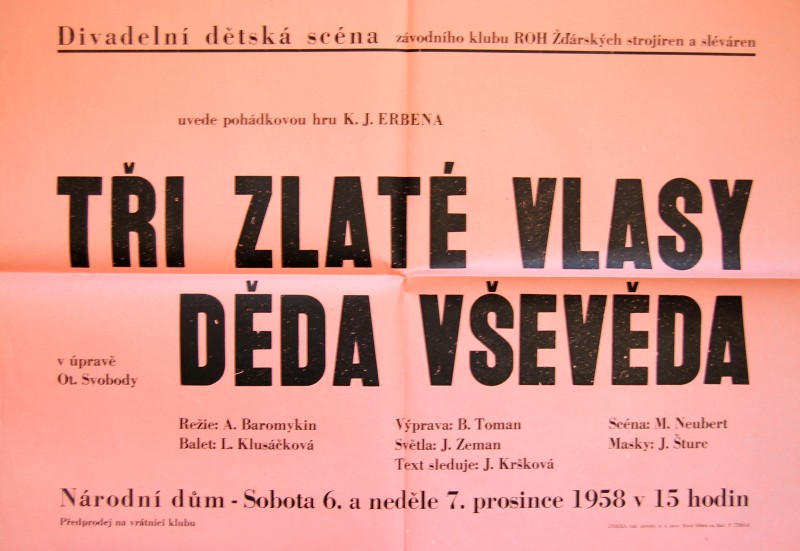 Divadelní dětská scéna závodního klubu ROH Žďárských strojíren a sléváren
uvede pohádkovou hru K. J. ERBENA
TŘI ZLATÉ VLASY
DĚDA VŠEVĚDA
v úpravě
Ot. Svobody
Režie: A. Baromykin
Balet: L. Klusáčková
Výprava: B. Toman
Světla: J. Zeman
Text sleduje: J. Kršková
Scéna: M. Neubert
Masky: J. Šture
Národní dům - Sobota 6. a neděle 7. prosince 1958 v 15 hodin
Předprodej na vrátnici klubu